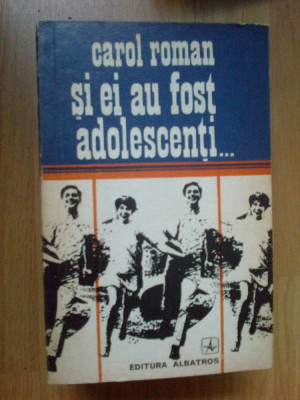 carol roman
și ei au fost
adolescenți...
EDITURA ALBATROS